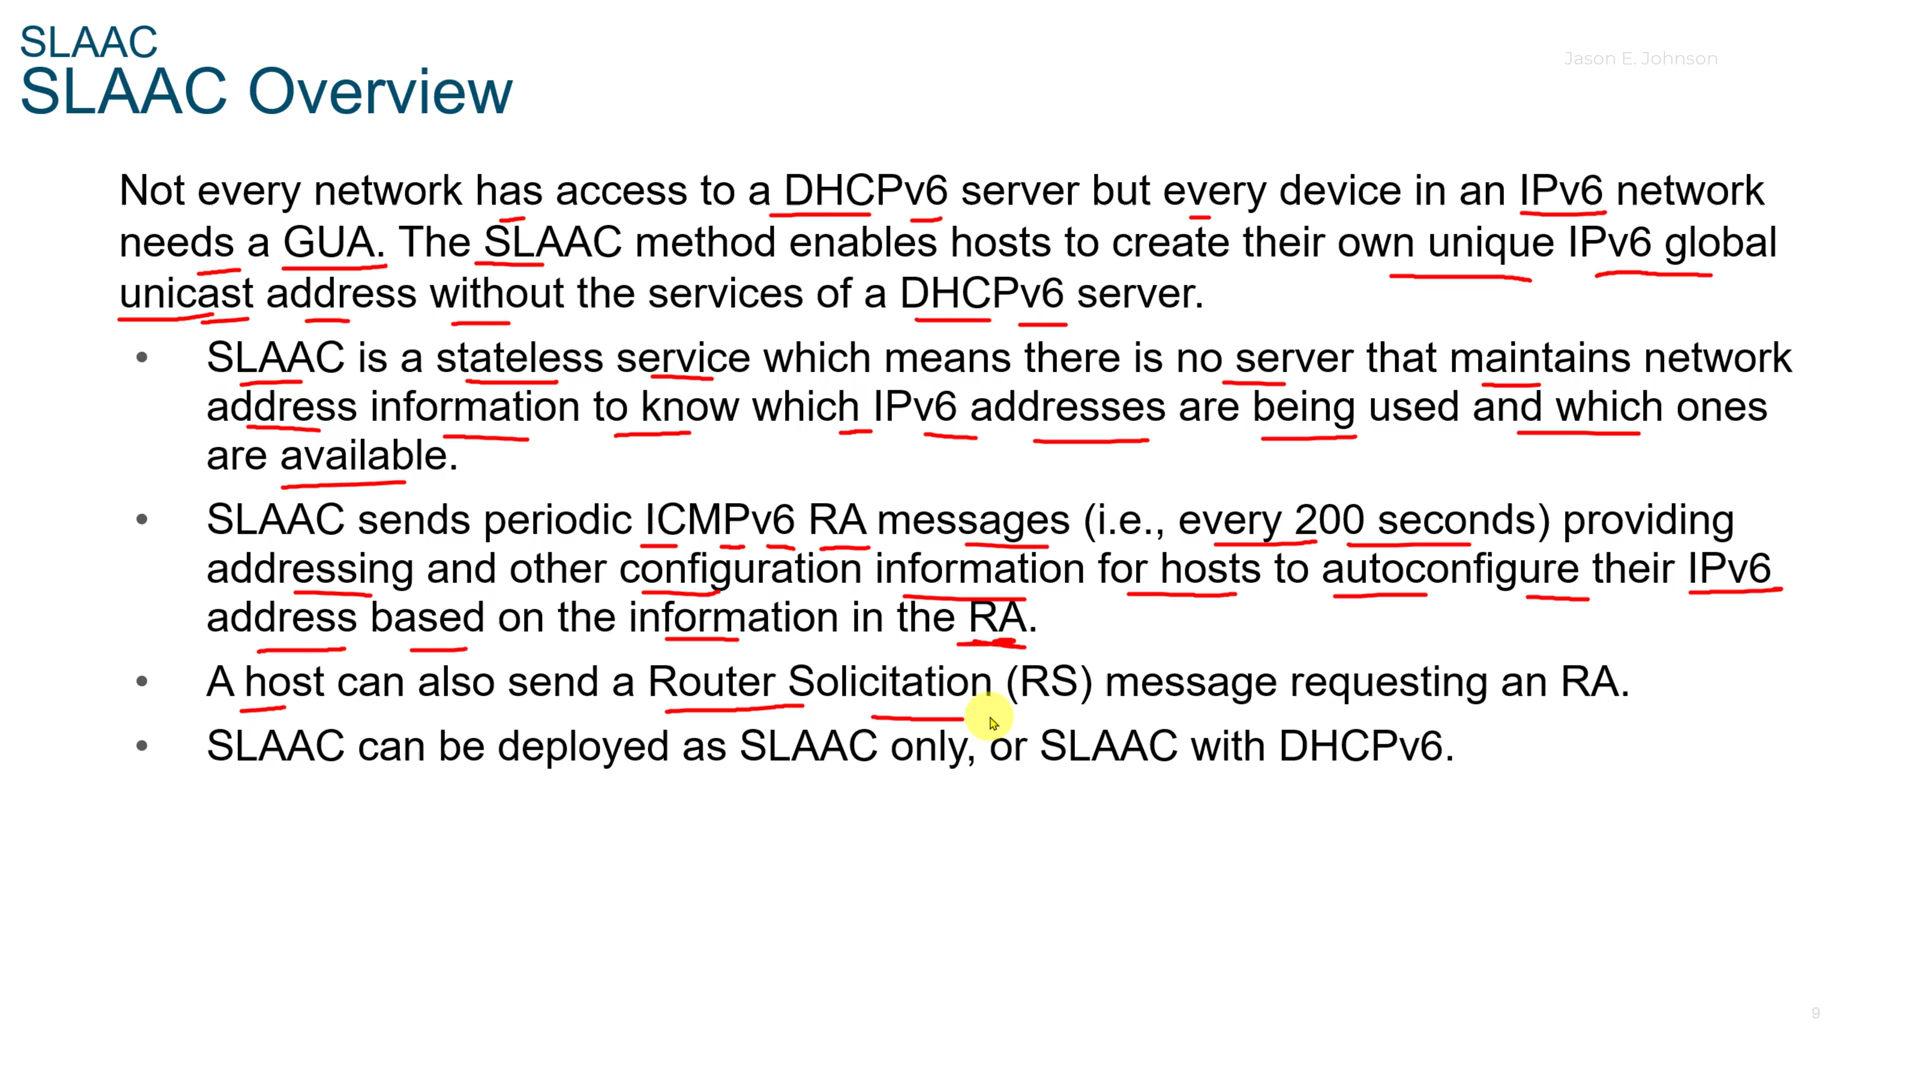 SLAAC
Jason E. Johnson
SLAAC Overview
Not every network has access to a DHCPv6 server but every device in an IPv6 network
needs a GUA. The SLAAC method enables hosts to create their own unique IPv6 global
unicast address without the services of a DHCPv6 server.
• SLAAC is a stateless service which means there is no server that maintains network
address information to know which IPv6 addresses are being used and which ones
are available.
• SLAAC sends periodic ICMPv6 RA messages (i.e., every 200 seconds) providing
addressing and other configuration information for hosts to autoconfigure their IPv6
address based on the information in the RA.
• A host can also send a Router Solicitation (RS) message requesting an RA.
• SLAAC can be deployed as SLAAC only, or SLAAC with DHCPv6.
9